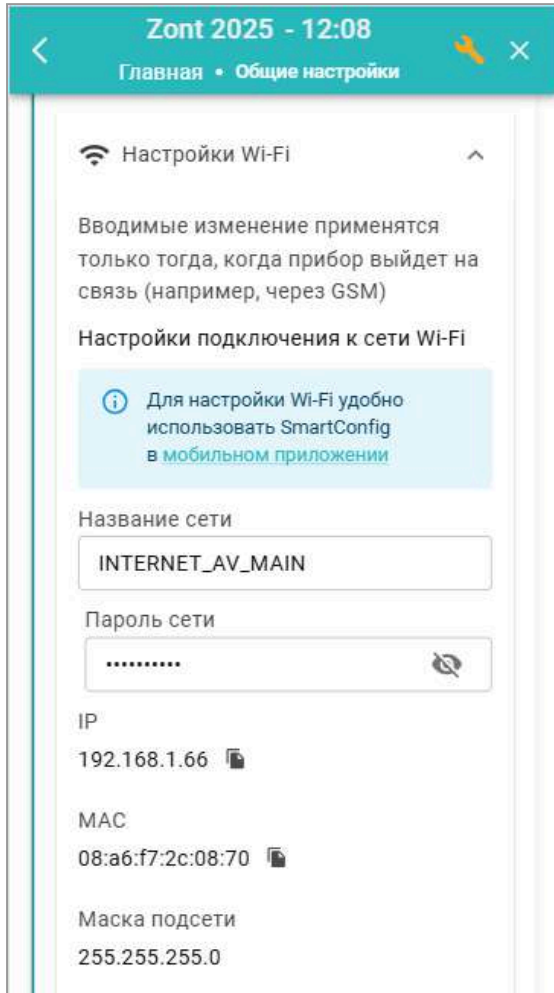 Zont 2025 - 12:08
Главная • Общие настройки
Настройки Wi-Fi
Вводимые изменение применятся
только тогда, когда прибор выйдет на
связь (например, через GSM)
Настройки подключения к сети Wi-Fi
Для настройки Wi-Fi удобно
использовать SmartConfig
в мобильном приложении
Название сети
INTERNET_AV_MAIN
Пароль сети
••••••••••
IP
192.168.1.66
MAC
08:a6:f7:2c:08:70
Маска подсети
255.255.255.0